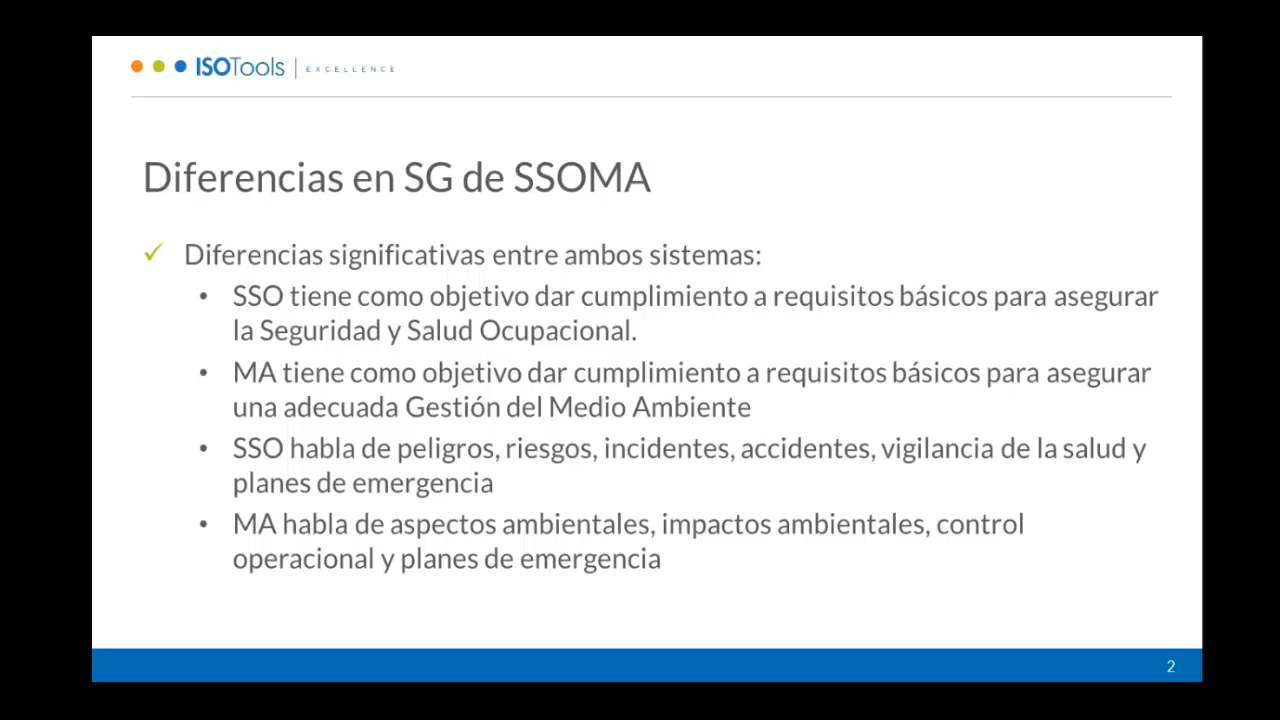 ISOTools | EXCELLENCE
Diferencias en SG de SSOMA
✓ Diferencias significativas entre ambos sistemas:
• SSO tiene como objetivo dar cumplimiento a requisitos básicos para asegurar
la Seguridad y Salud Ocupacional.
• MA tiene como objetivo dar cumplimiento a requisitos básicos para asegurar
una adecuada Gestión del Medio Ambiente
• SSO habla de peligros, riesgos, incidentes, accidentes, vigilancia de la salud y
planes de emergencia
• MA habla de aspectos ambientales, impactos ambientales, control
operacional y planes de emergencia
2